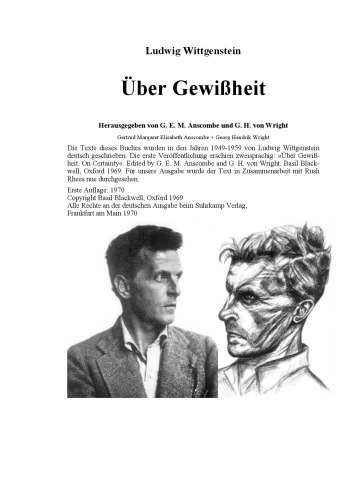 Ludwig Wittgenstein
Über Gewißheit
Herausgegeben von G. E. M. Anscombe und G. H. von Wright
Gertrud Margaret Elisabeth Anscombe + Georg Hendrik Wright
Die Texte dieses Buches wurden in den Jahren 1949-1959 von Ludwig Wittgenstein
deutsch geschrieben. Die erste Veröffentlichung erschien zweisprachig: »Über Gewiß-
heit. On Certainty«. Edited by G. E. M. Anscombe and G. H. von Wright. Basil Black-
well, Oxford 1969. Für unsere Ausgabe wurde der Text in Zusammenarbeit mit Rush
Rhees neu durchgesehen.
Erste Auflage: 1970
Copyright Basil Blackwell, Oxford 1969
Alle Rechte an der deutschen Ausgabe beim Suhrkamp Verlag,
Frankfurt am Main 1970